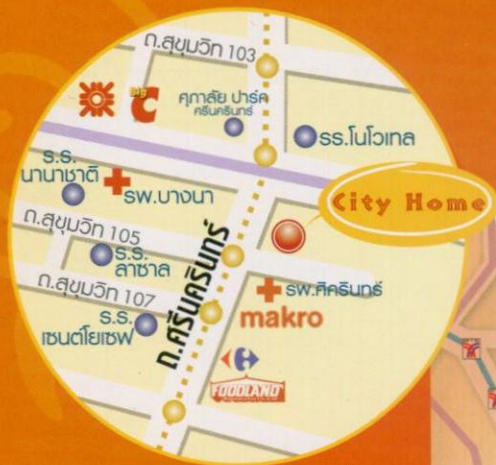 ถ.สุขุมวิท 103
Big
C
ศุภาลัย ปาร์ค
ศรีนครินทร์
รร.โนโวเทล
ร.ร.
นานาชาติ
รพ.บางนา
City Home
ถ.สุขุมวิท 105
ร.ร.
ลาซาล
ถ.สุขุมวิท 107
ร.ร.
เซนต์โยเซฟ
ถ.ศรีนครินทร์
รพ.ศิครินทร์
makro
FOODLAND